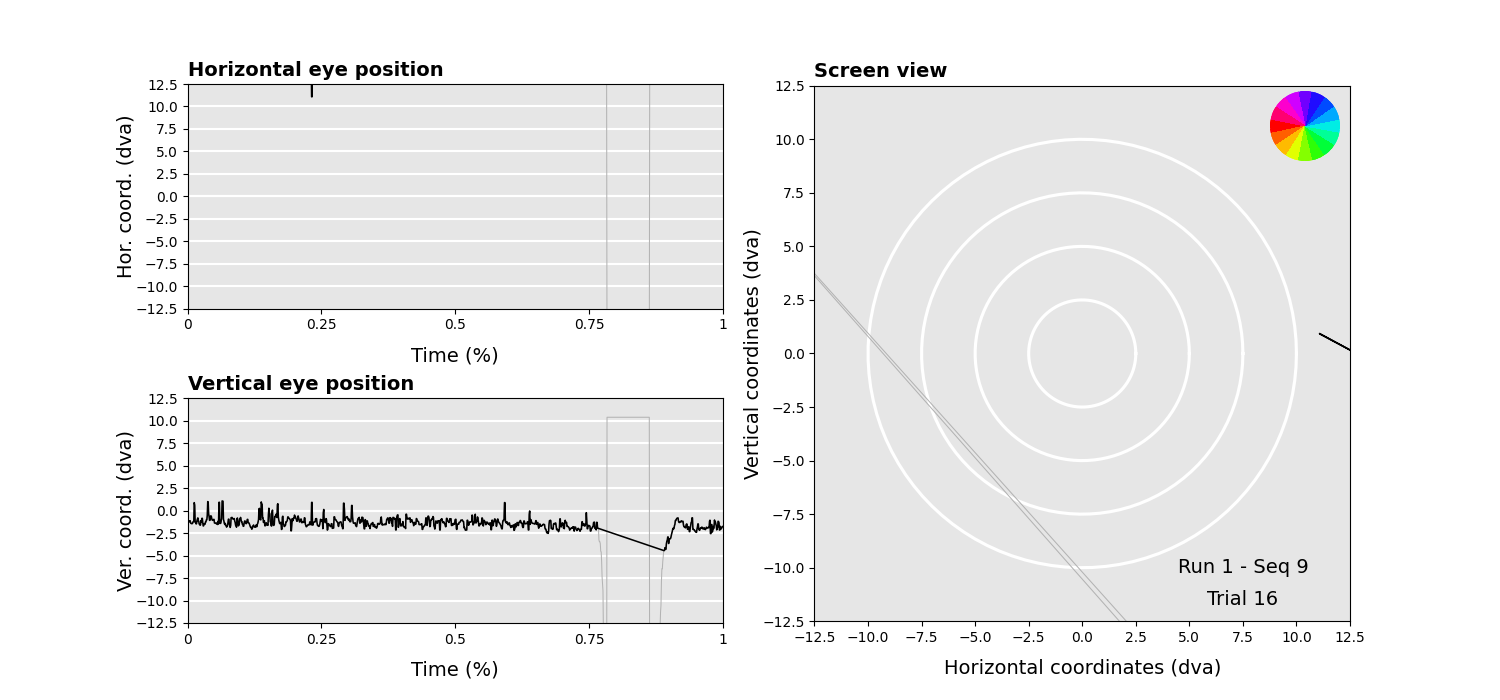 Horizontal eye position
12.5
10.0
7.5
5.0
2.5
0.0
−2.5
−5.0
−7.5
−10.0
−12.5
Hor. coord. (dva)
0 0.25 0.5 0.75 1
Time (%)
Vertical eye position
12.5
10.0
7.5
5.0
2.5
0.0
−2.5
−5.0
−7.5
−10.0
−12.5
Ver. coord. (dva)
0 0.25 0.5 0.75 1
Time (%)
Screen view
12.5
10.0
7.5
5.0
2.5
0.0
−2.5
−5.0
−7.5
−10.0
−12.5
Vertical coordinates (dva)
Run 1 - Seq 9
Trial 16
−12.5 −10.0 −7.5 −5.0 −2.5 0.0 2.5 5.0 7.5 10.0 12.5
Horizontal coordinates (dva)